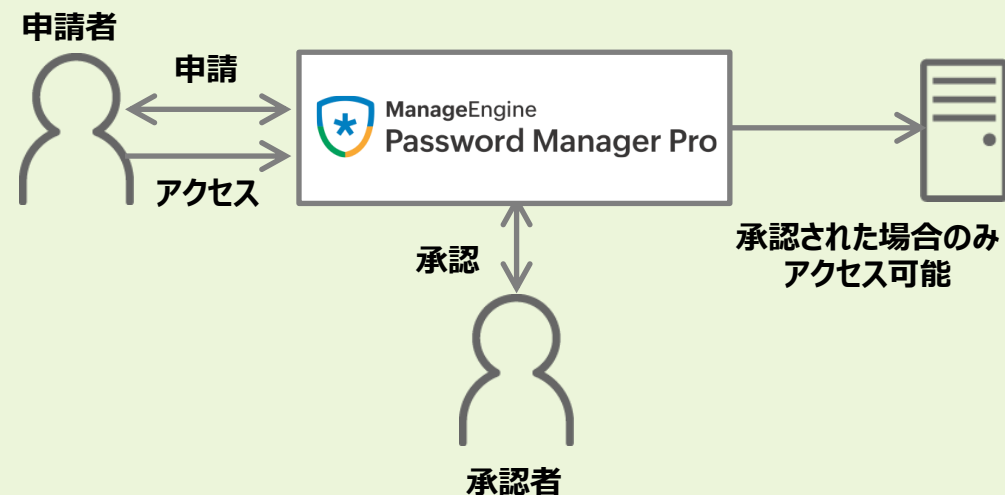 申請者
申請
ManageEngine
Password Manager Pro
アクセス
承認された場合のみ
アクセス可能
承認
承認者